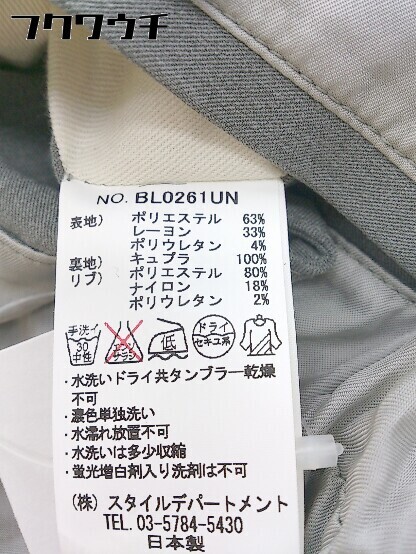 フクワウチ
NO. BL0261UN
表地) ポリエステル 63%
レーヨン 33%
ポリウレタン 4%
裏地) キュプラ 100%
リブ) ポリエステル 80%
ナイロン 18%
ポリウレタン 2%
手洗イ 30 中性 エンソサラシ 低 ドライ セキユ系
・水洗いドライ共タンブラー乾燥
不可
・濃色単独洗い
・水濡れ放置不可
・水洗いは多少収縮
・蛍光増白剤入り洗剤は不可
(株) スタイルデパートメント
TEL. 03-5784-5430
日本製